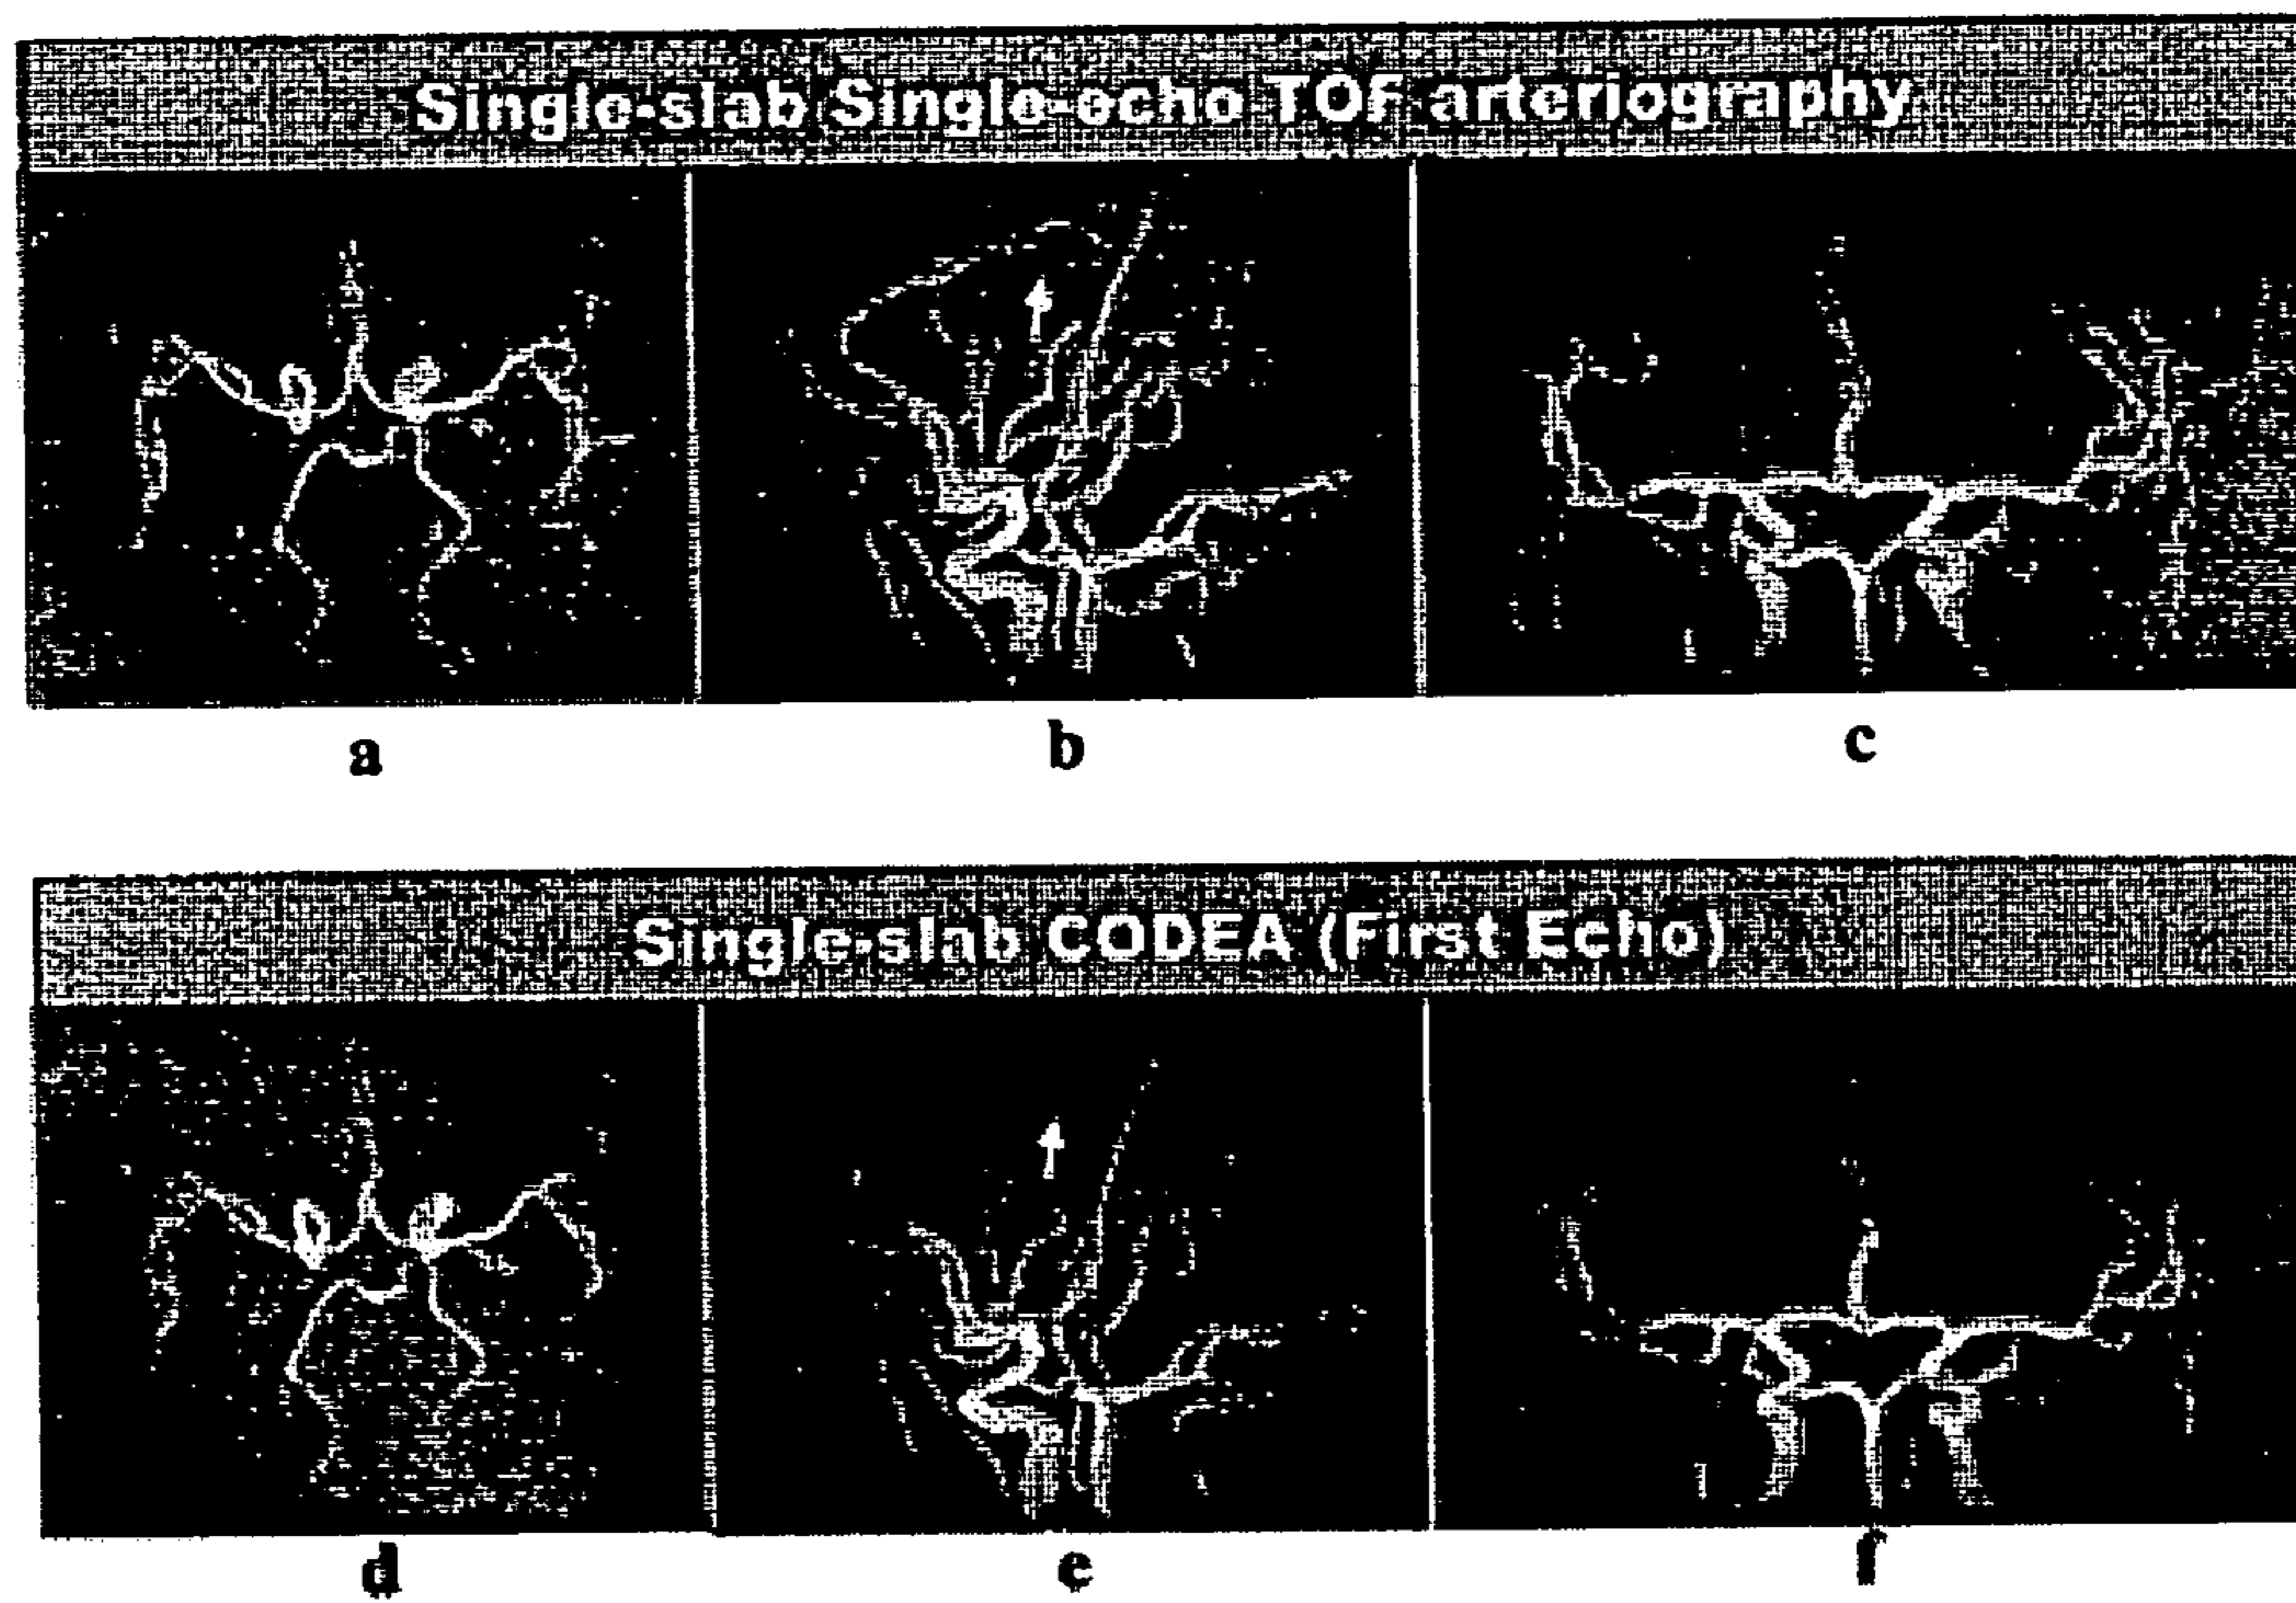 Single-slab Single-echo TOF arteriography
a b c
Single-slab CODEA (First Echo)
d e f